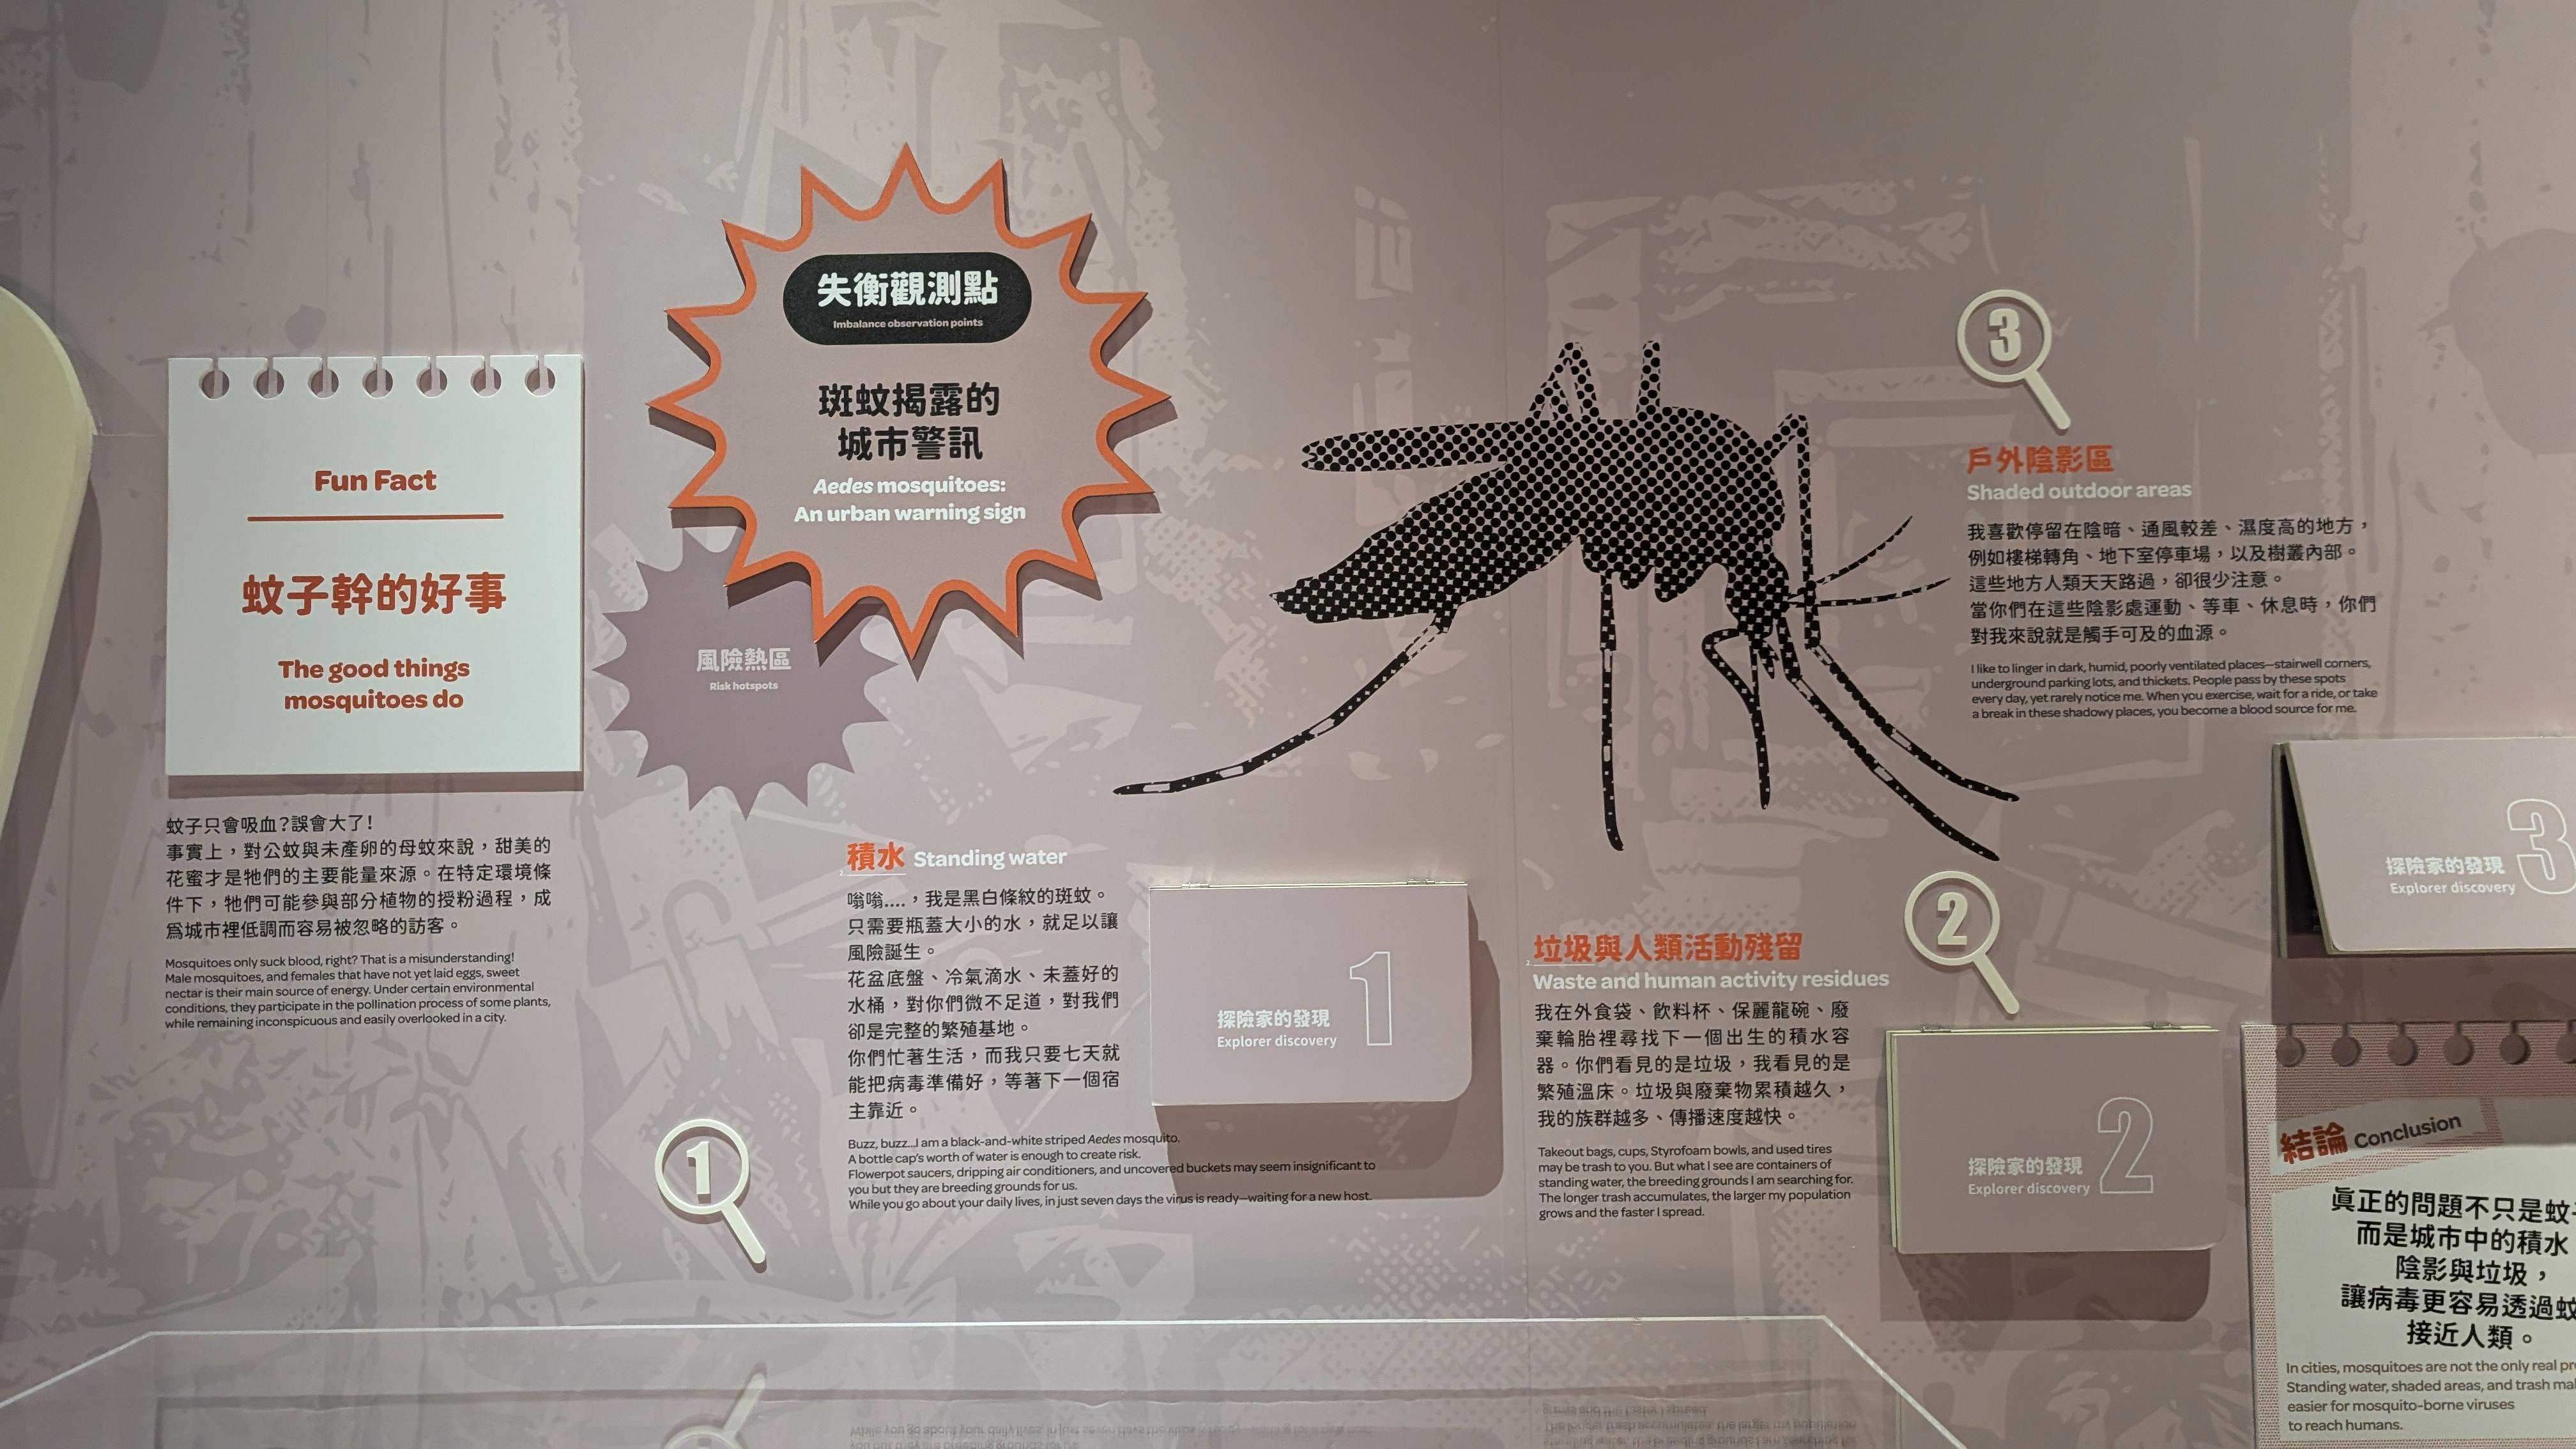 Fun Fact
蚊子幹的好事
The good things
mosquitoes do
蚊子只會吸血?誤會大了!
事實上，對公蚊與未產卵的母蚊來說，甜美的
花蜜才是牠們的主要能量來源。在特定環境條
件下，牠們可能參與部分植物的授粉過程，成
為城市裡低調而容易被忽略的訪客。
Mosquitoes only suck blood, right? That is a misunderstanding!
Male mosquitoes, and females that have not yet laid eggs, sweet
nectar is their main source of energy. Under certain environmental
conditions, they participate in the pollination process of some plants,
while remaining inconspicuous and easily overlooked in a city.
失衡觀測點
Imbalance observation points
斑蚊揭露的
城市警訊
Aedes mosquitoes:
An urban warning sign
風險熱區
Risk hotspots
1
積水 Standing water
嗡嗡....，我是黑白條紋的斑蚊。
只需要瓶蓋大小的水，就足以讓
風險誕生。
花盆底盤、冷氣滴水、未蓋好的
水桶，對你們微不足道，對我們
卻是完整的繁殖基地。
你們忙著生活，而我只要七天就
能把病毒準備好，等著下一個宿
主靠近。
Buzz, buzz...I am a black-and-white striped Aedes mosquito.
A bottle cap's worth of water is enough to create risk.
Flowerpot saucers, dripping air conditioners, and uncovered buckets may seem insignificant to
you but they are breeding grounds for us.
While you go about your daily lives, in just seven days the virus is ready—waiting for a new host.
探險家的發現
Explorer discovery
1
2
垃圾與人類活動殘留
Waste and human activity residues
我在外食袋、飲料杯、保麗龍碗、廢
棄輪胎裡尋找下一個出生的積水容
器。你們看見的是垃圾，我看見的是
繁殖溫床。垃圾與廢棄物累積越久，
我的族群越多、傳播速度越快。
Takeout bags, cups, Styrofoam bowls, and used tires
may be trash to you. But what I see are containers of
standing water, the breeding grounds I am searching for.
The longer trash accumulates, the larger my population
grows and the faster I spread.
探險家的發現
Explorer discovery
2
3
戶外陰影區
Shaded outdoor areas
我喜歡停留在陰暗、通風較差、濕度高的地方，
例如樓梯轉角、地下室停車場，以及樹叢內部。
這些地方人類天天路過，卻很少注意。
當你們在這些陰影處運動、等車、休息時，你們
對我來說就是觸手可及的血源。
I like to linger in dark, humid, poorly ventilated places—stairwell corners,
underground parking lots, and thickets. People pass by these spots
every day, yet rarely notice me. When you exercise, wait for a ride, or take
a break in these shadowy places, you become a blood source for me.
探險家的發現
Explorer discovery
3
結論 Conclusion
真正的問題不只是蚊
而是城市中的積水
陰影與垃圾，
讓病毒更容易透過蚊
接近人類。
In cities, mosquitoes are not the only real
Standing water, shaded areas, and trash
easier for mosquito-borne viruses
to reach humans.